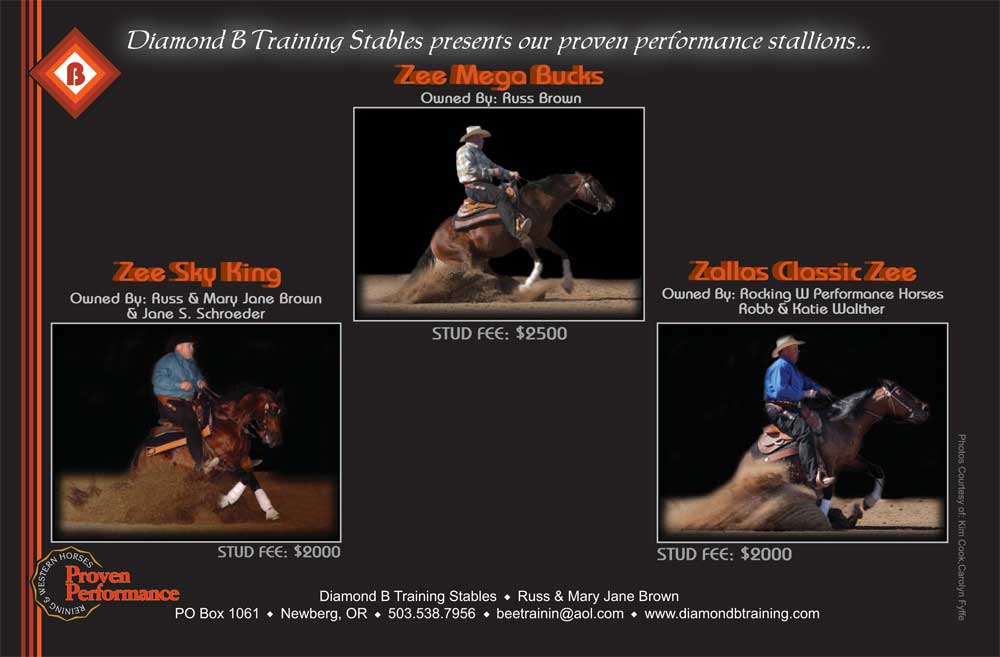 Diamond B Training Stables presents our proven performance stallions...
B
Zee Mega Bucks
Owned By: Russ Brown
STUD FEE: $2500
Zee Sky King
Owned By: Russ & Mary Jane Brown
& Jane S. Schroeder
STUD FEE: $2000
Zallas Classic Zee
Owned By: Rocking W Performance Horses
Robb & Katie Walther
STUD FEE: $2000
Photos Courtesy of: Kim Cook,Carolyn Fyffe
REINING & WESTERN HORSES
Proven
Performance
Diamond B Training Stables ♦ Russ & Mary Jane Brown
PO Box 1061 ♦ Newberg, OR ♦ 503.538.7956 ♦ beetrainin@aol.com ♦ www.diamondbtraining.com